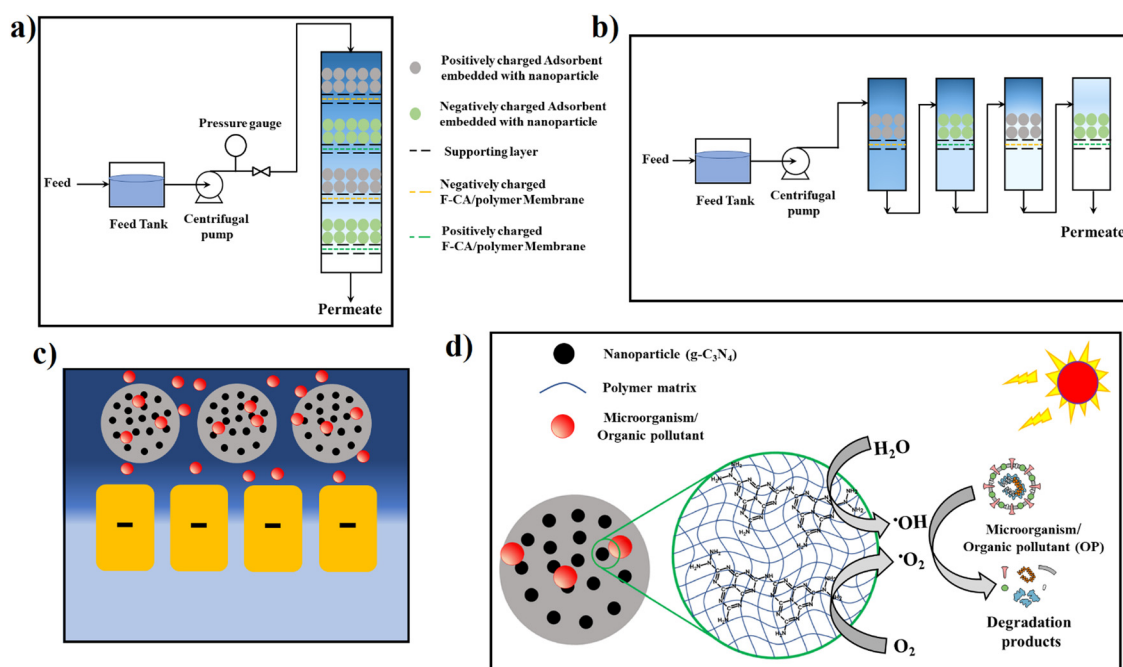 a)
Feed
Feed Tank
Pressure gauge
Centrifugal
pump
Permeate
Positively charged Adsorbent
embedded with nanoparticle
Negatively charged Adsorbent
embedded with nanoparticle
Supporting layer
Negatively charged
F-CA/polymer Membrane
Positively charged
F-CA/polymer Membrane
b)
Feed
Feed Tank
Centrifugal
pump
Permeate
c)
-
-
-
-
d)
Nanoparticle (g-C₃N₄)
Polymer matrix
Microorganism/
Organic pollutant
H₂O
·OH
·O₂
O₂
Microorganism/
Organic pollutant (OP)
Degradation
products